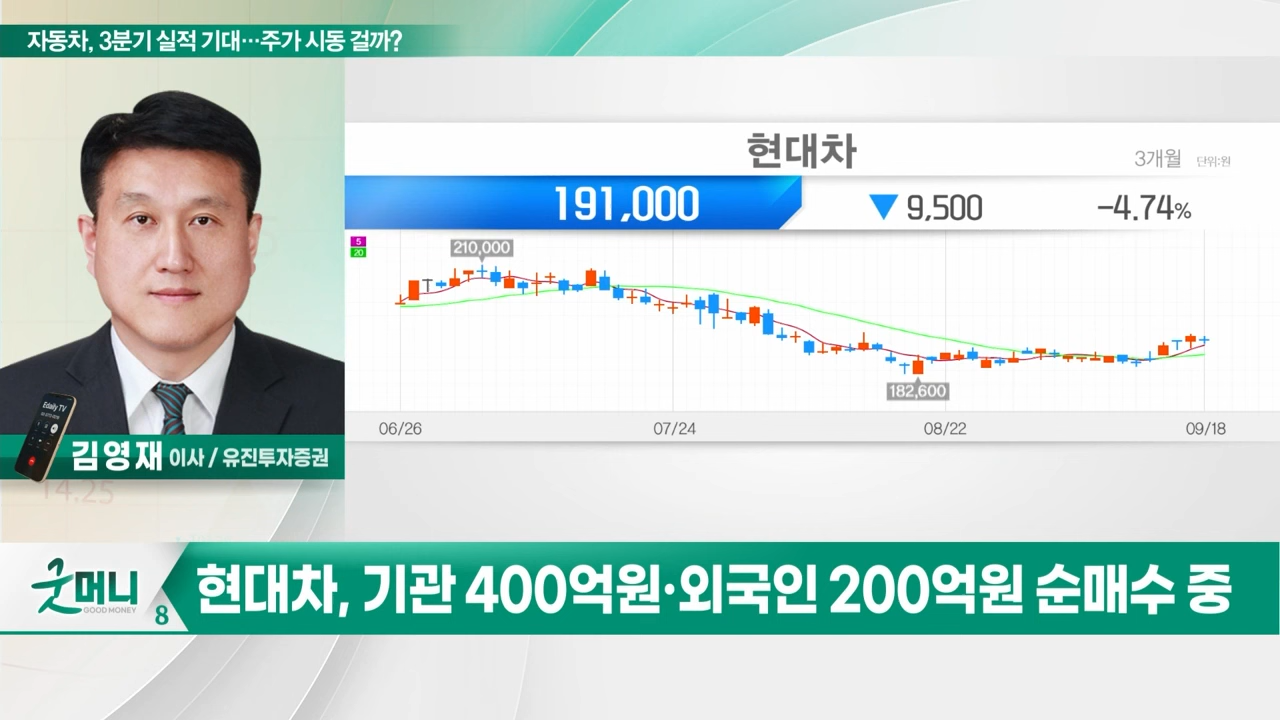 자동차, 3분기 실적 기대…주가 시동 걸까?
현대차
3개월 단위:원
191,000 ▼ 9,500 -4.74%
5
20
210,000
182,600
06/26 07/24 08/22 09/18
Edaily TV
김영재 이사 / 유진투자증권
14.25
굿머니
GOOD MONEY
8
현대차, 기관 400억원·외국인 200억원 순매수 중